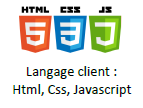 HTML CSS JS
5 3 J
Langage client :
Html, Css, Javascript